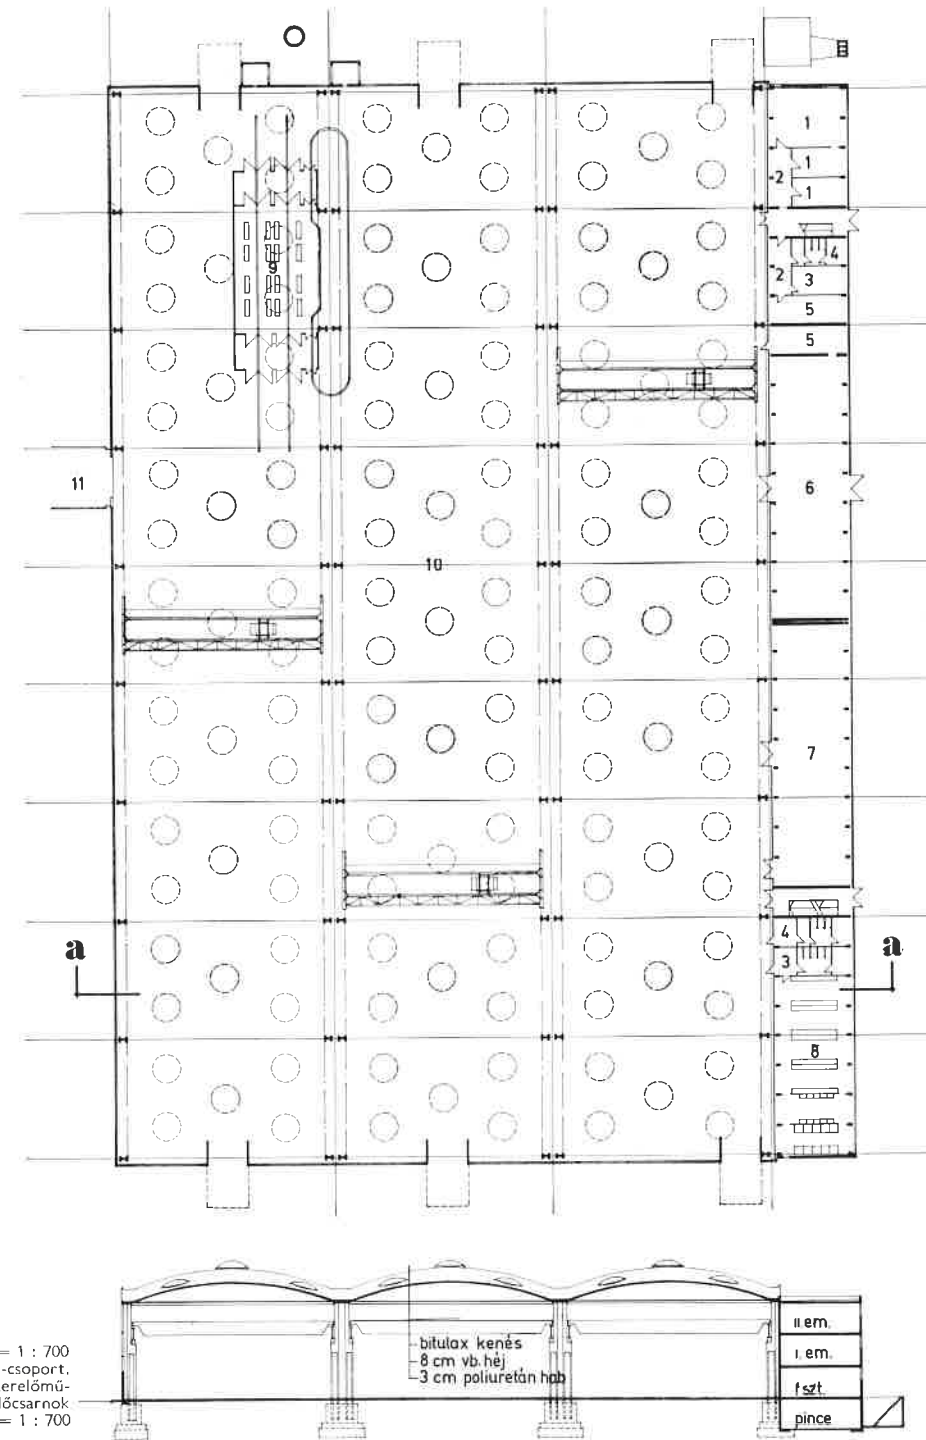 1
1
2
1
4
2
3
5
5
9
11
6
10
7
a
4
a
3
8
bitulax kenés
8 cm vb. héj
3 cm poliuretán hab
II em.
I. em.
fszt.
pince
= 1 : 700
-csoport,
erelőmű-
lőcsarnok
= 1 : 700